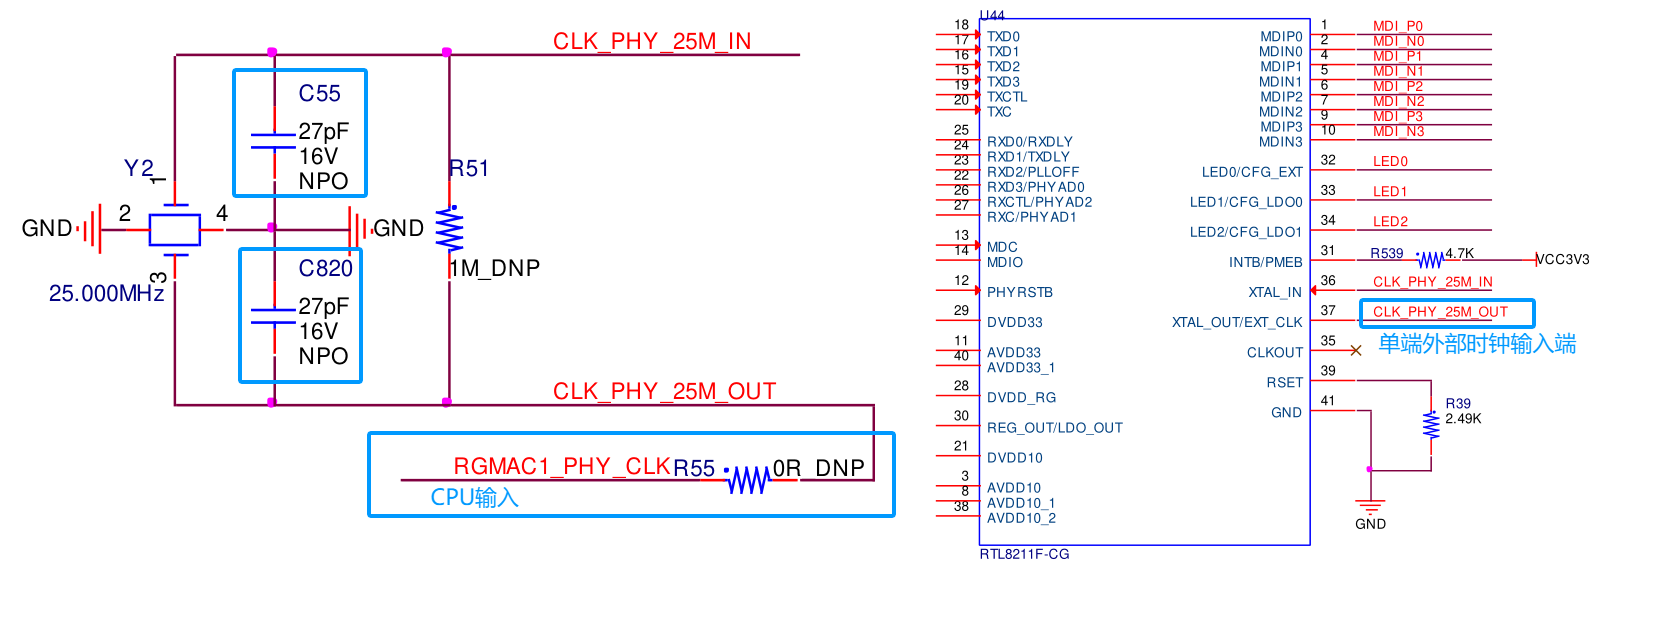 CLK_PHY_25M_IN
C55
27pF
16V
NPO
Y2
1
R51
GND
2
4
GND
C820
1M_DNP
3
25.000MHz
27pF
16V
NPO
CLK_PHY_25M_OUT
RGMAC1_PHY_CLK
R55
0R_DNP
CPU输入
U44
18 TXD0
17 TXD1
16 TXD2
15 TXD3
19 TXCTL
20 TXC
25 RXD0/RXDLY
24 RXD1/TXDLY
23 RXD2/PLLOFF
22 RXD3/PHYAD0
26 RXCTL/PHYAD2
27 RXC/PHYAD1
13 MDC
14 MDIO
12 PHYRSTB
29 DVDD33
11 AVDD33
40 AVDD33_1
28 DVDD_RG
30 REG_OUT/LDO_OUT
21 DVDD10
3 AVDD10
8 AVDD10_1
38 AVDD10_2
MDIP0 1 MDI_P0
MDIN0 2 MDI_N0
MDIP1 4 MDI_P1
MDIN1 5 MDI_N1
MDIP2 6 MDI_P2
MDIN2 7 MDI_N2
MDIP3 9 MDI_P3
MDIN3 10 MDI_N3
LED0/CFG_EXT 32 LED0
LED1/CFG_LDO0 33 LED1
LED2/CFG_LDO1 34 LED2
INTB/PMEB 31 R539 4.7K VCC3V3
XTAL_IN 36 CLK_PHY_25M_IN
XTAL_OUT/EXT_CLK 37 CLK_PHY_25M_OUT
单端外部时钟输入端
CLKOUT 35
RSET 39
GND 41
R39
2.49K
GND
RTL8211F-CG